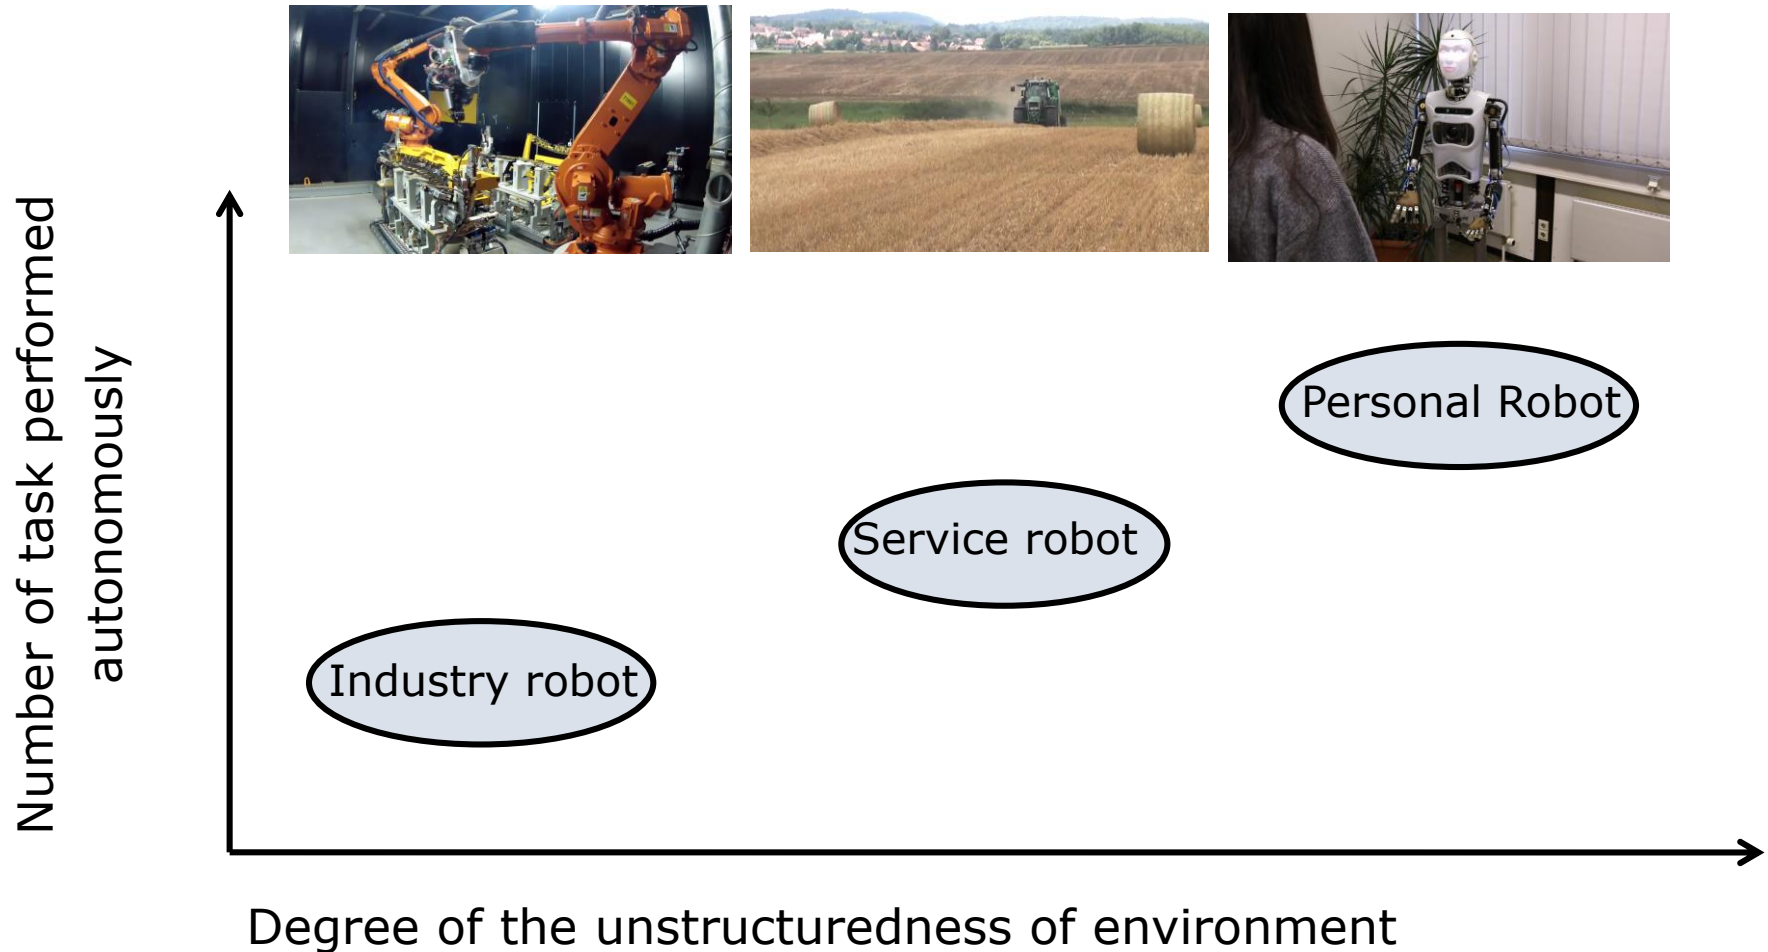 Number of task performed
autonomously
Personal Robot
Service robot
Industry robot
Degree of the unstructuredness of environment